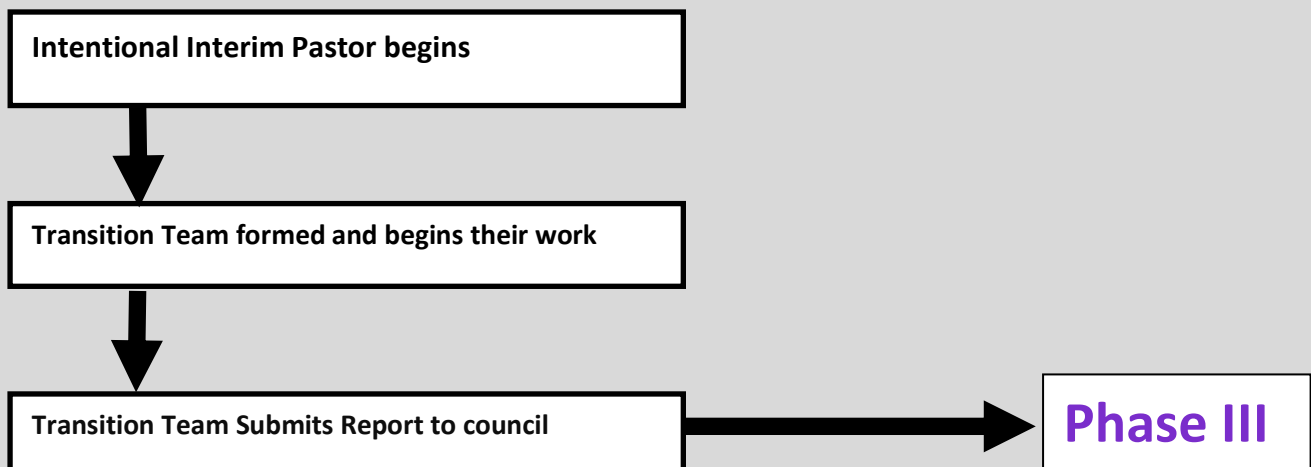 Intentional Interim Pastor begins
Transition Team formed and begins their work
Transition Team Submits Report to council
Phase III